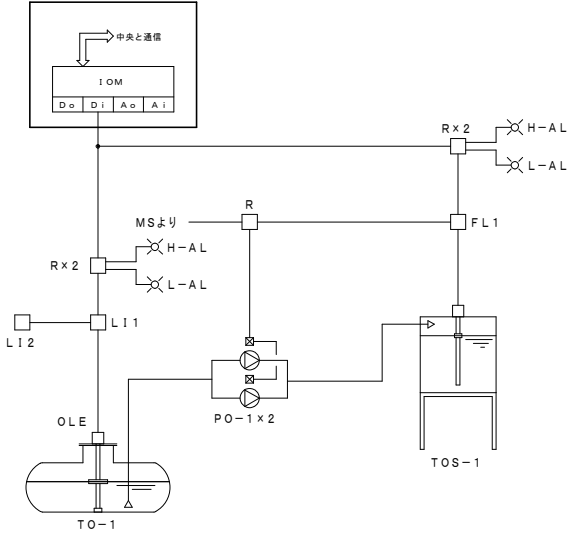 中央と通信
IOM
Do Di Ao Ai
R×2
H-AL
L-AL
R
MSより
FL1
R×2
H-AL
L-AL
LI1
LI2
OLE
PO-1×2
TOS-1
TO-1